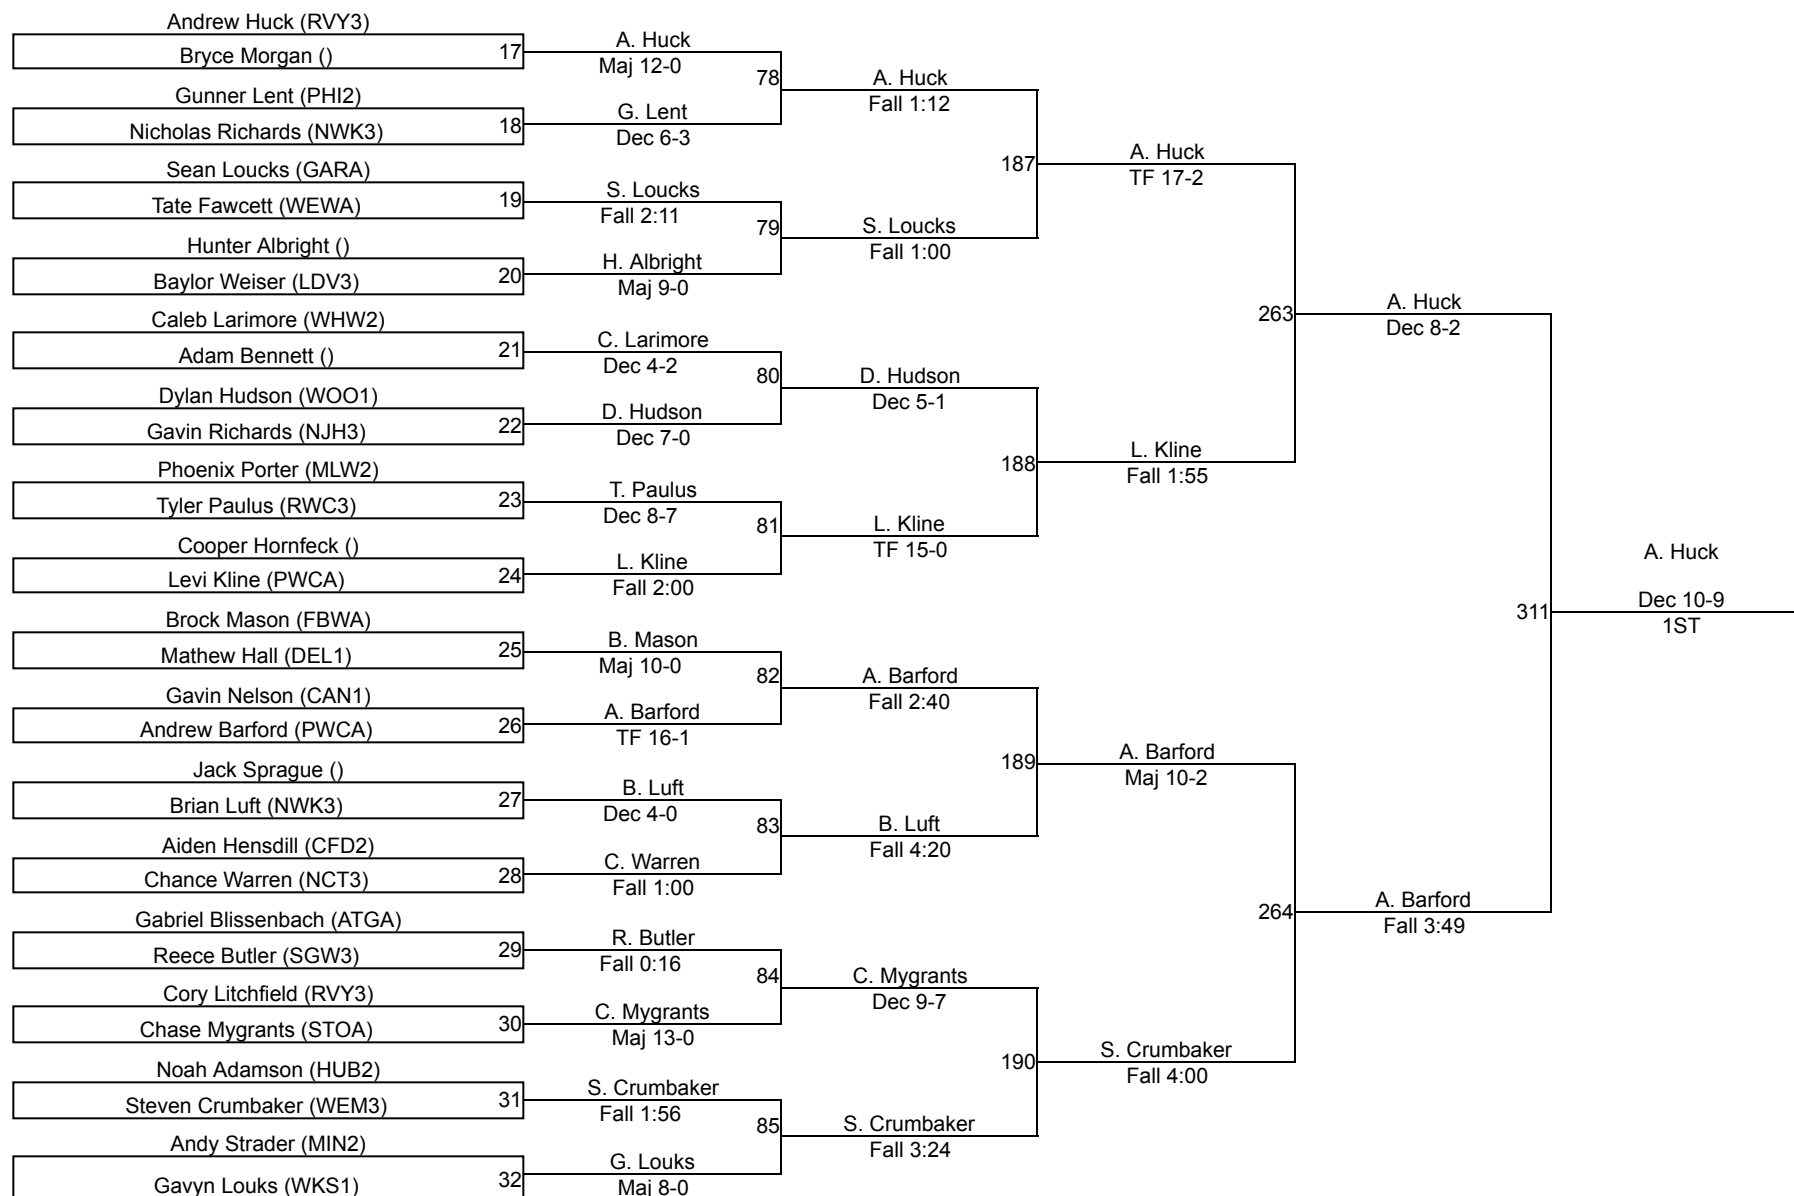 Andrew Huck (RVY3)
Bryce Morgan ()
17
Gunner Lent (PHI2)
Nicholas Richards (NWK3)
18
Sean Loucks (GARA)
Tate Fawcett (WEWA)
19
Hunter Albright ()
Baylor Weiser (LDV3)
20
Caleb Larimore (WHW2)
Adam Bennett ()
21
Dylan Hudson (WOO1)
Gavin Richards (NJH3)
22
Phoenix Porter (MLW2)
Tyler Paulus (RWC3)
23
Cooper Hornfeck ()
Levi Kline (PWCA)
24
Brock Mason (FBWA)
Mathew Hall (DEL1)
25
Gavin Nelson (CAN1)
Andrew Barford (PWCA)
26
Jack Sprague ()
Brian Luft (NWK3)
27
Aiden Hensdill (CFD2)
Chance Warren (NCT3)
28
Gabriel Blissenbach (ATGA)
Reece Butler (SGW3)
29
Cory Litchfield (RVY3)
Chase Mygrants (STOA)
30
Noah Adamson (HUB2)
Steven Crumbaker (WEM3)
31
Andy Strader (MIN2)
Gavyn Louks (WKS1)
32
A. Huck
Maj 12-0
78
G. Lent
Dec 6-3
S. Loucks
Fall 2:11
79
H. Albright
Maj 9-0
C. Larimore
Dec 4-2
80
D. Hudson
Dec 7-0
T. Paulus
Dec 8-7
81
L. Kline
Fall 2:00
B. Mason
Maj 10-0
82
A. Barford
TF 16-1
B. Luft
Dec 4-0
83
C. Warren
Fall 1:00
R. Butler
Fall 0:16
84
C. Mygrants
Maj 13-0
S. Crumbaker
Fall 1:56
85
G. Louks
Maj 8-0
A. Huck
Fall 1:12
187
S. Loucks
Fall 1:00
D. Hudson
Dec 5-1
188
L. Kline
TF 15-0
A. Barford
Fall 2:40
189
B. Luft
Fall 4:20
C. Mygrants
Dec 9-7
190
S. Crumbaker
Fall 3:24
A. Huck
TF 17-2
263
L. Kline
Fall 1:55
A. Barford
Maj 10-2
264
S. Crumbaker
Fall 4:00
A. Huck
Dec 8-2
311
A. Barford
Fall 3:49
A. Huck
Dec 10-9
1ST